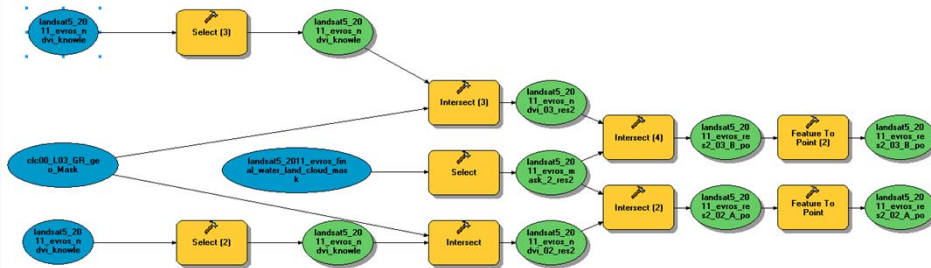 landsat5_20
11_evros_n
dvi_knowle
Select (3)
landsat5_20
11_evros_n
dvi_knowle
Intersect (3)
landsat5_20
11_evros_n
dvi_03_res2
Intersect (4)
landsat5_20
11_evros_re
s2_03_B_po
Feature To
Point (2)
landsat5_20
11_evros_re
s2_03_B_po
clc00_L03_GR_ge
o_Mask
landsat5_2011_evros_fin
al_water_land_cloud_mas
k
Select
landsat5_20
11_evros_m
ask_2_res2
Intersect (2)
landsat5_20
11_evros_re
s2_02_A_po
Feature To
Point
landsat5_20
11_evros_re
s2_02_A_po
landsat5_20
11_evros_n
dvi_knowle
Select (2)
landsat5_20
11_evros_n
dvi_knowle
Intersect
landsat5_20
11_evros_n
dvi_02_res2